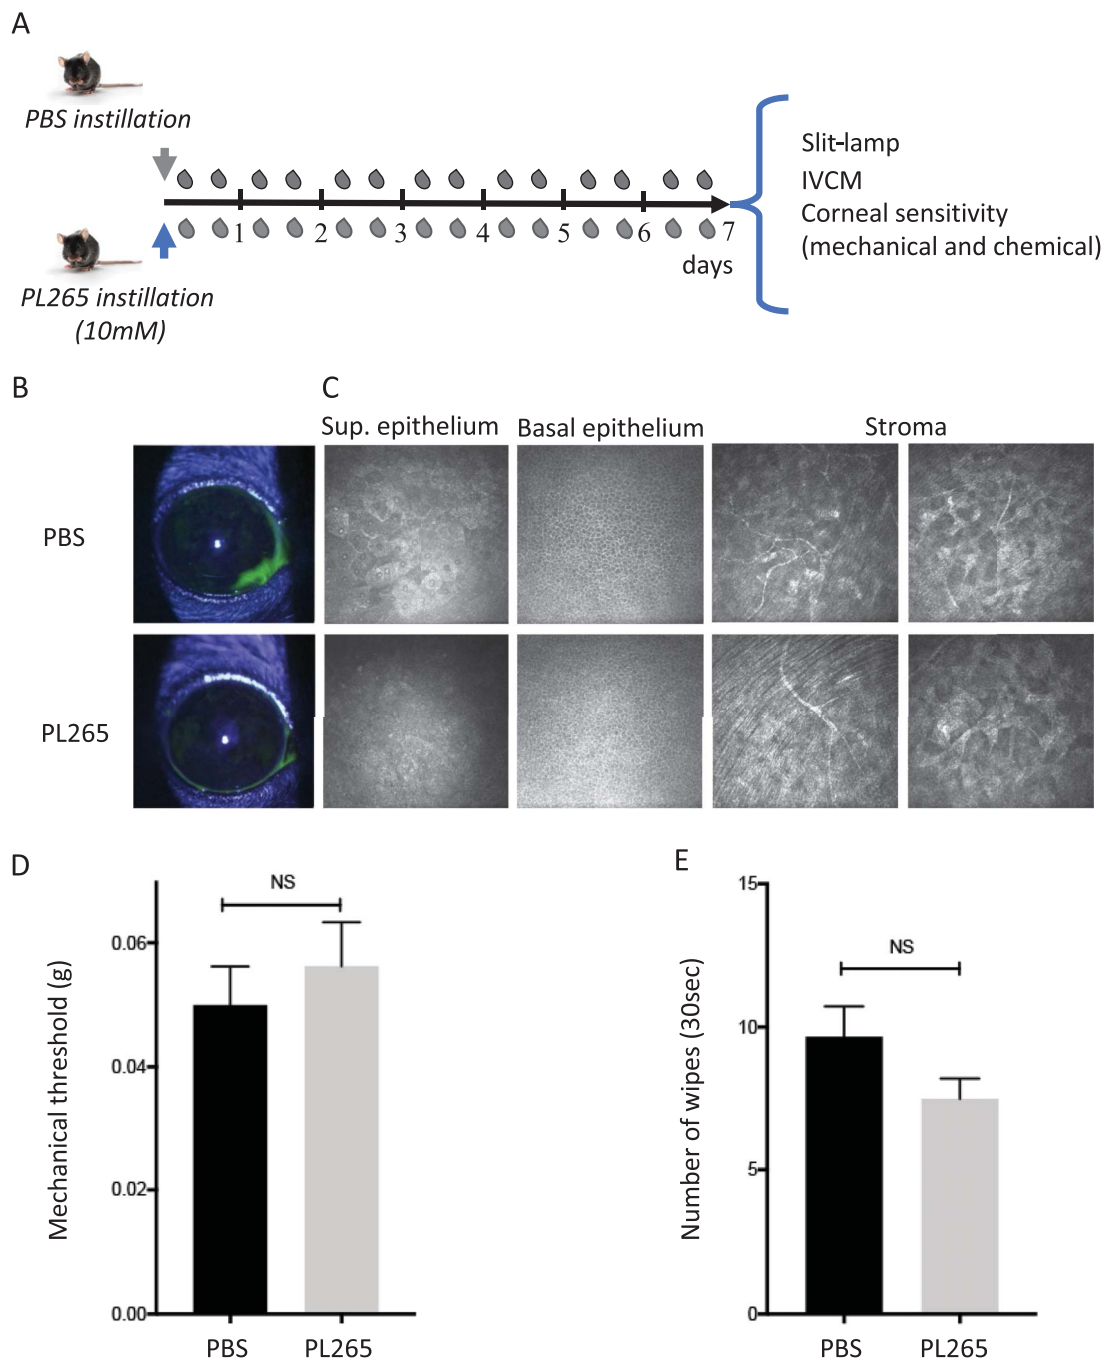 A
PBS instillation
PL265 instillation
(10mM)
1 2 3 4 5 6 7
days
Slit-lamp
IVCM
Corneal sensitivity
(mechanical and chemical)
B
C
Sup. epithelium Basal epithelium Stroma
PBS
PL265
D
NS
Mechanical threshold (g)
0.06
0.04
0.02
0.00
PBS PL265
E
NS
Number of wipes (30sec)
15
10
5
0
PBS PL265